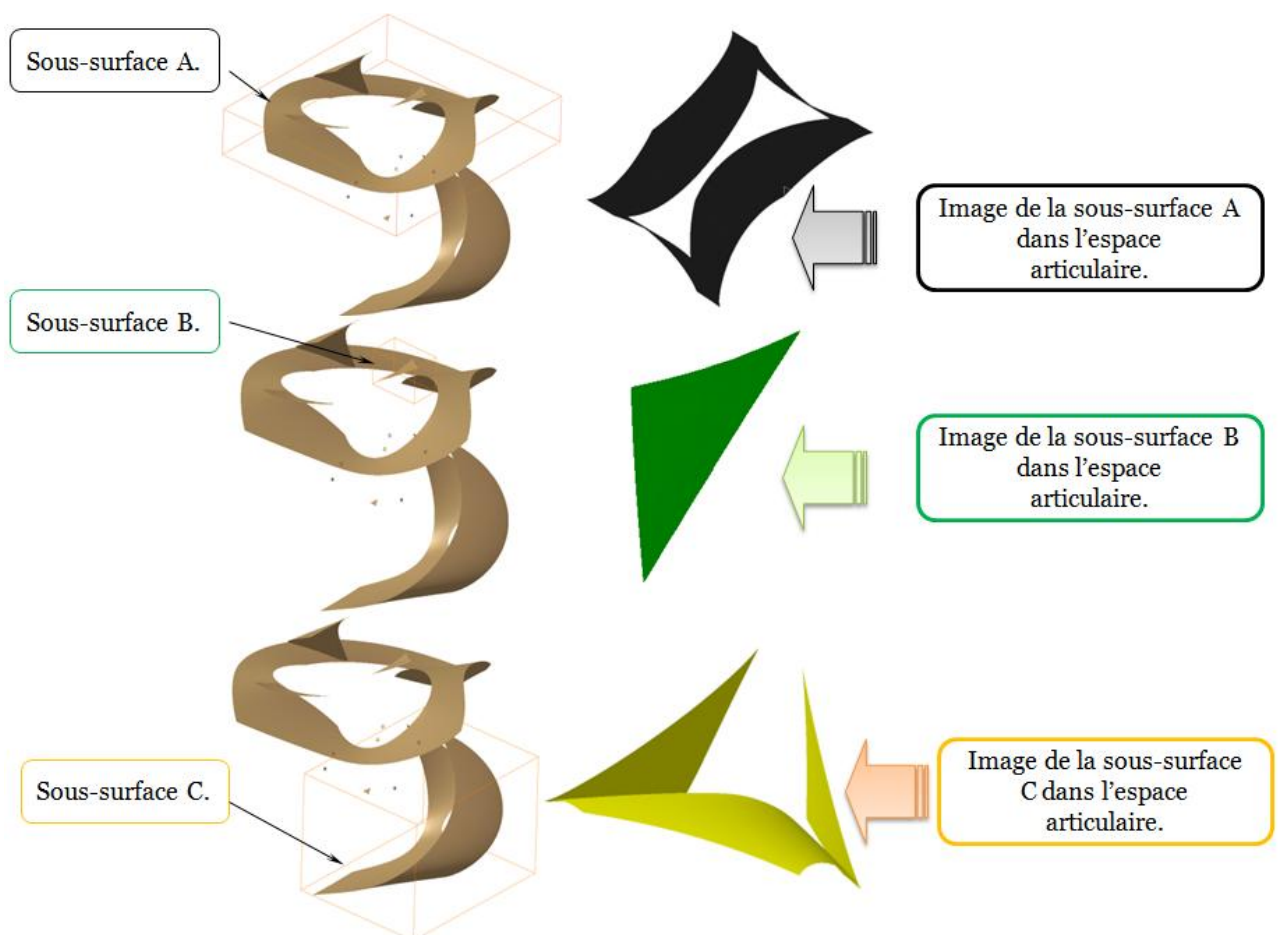 Sous-surface A.
Image de la sous-surface A
dans l’espace
articulaire.
Sous-surface B.
Image de la sous-surface B
dans l’espace
articulaire.
Sous-surface C.
Image de la sous-surface
C dans l’espace
articulaire.